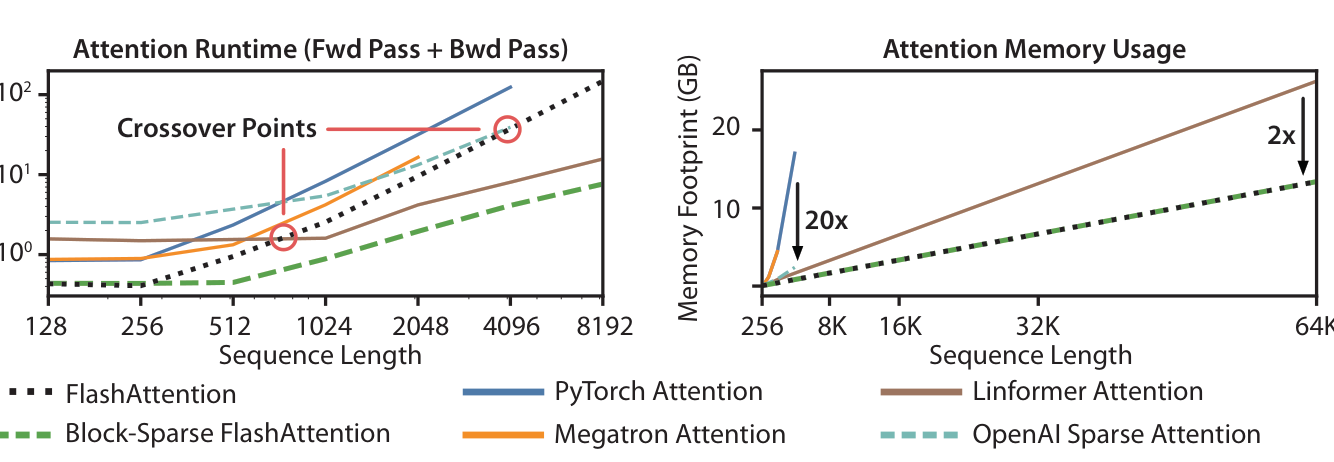 Attention Runtime (Fwd Pass + Bwd Pass)
Attention Memory Usage
10²
10¹
10⁰
Crossover Points
128 256 512 1024 2048 4096 8192
Sequence Length
Memory Footprint (GB)
20
10
20x
2x
256 8K 16K 32K 64K
Sequence Length
FlashAttention
PyTorch Attention
Linformer Attention
Block-Sparse FlashAttention
Megatron Attention
OpenAI Sparse Attention